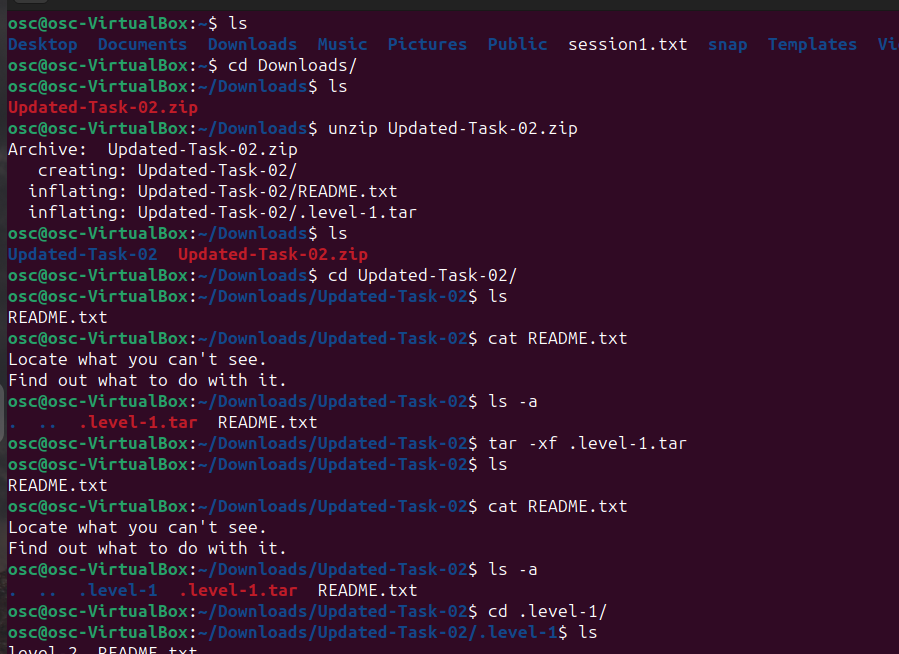 osc@osc-VirtualBox:~$ ls
Desktop  Documents  Downloads  Music  Pictures  Public  session1.txt  snap  Templates  Vi
osc@osc-VirtualBox:~$ cd Downloads/
osc@osc-VirtualBox:~/Downloads$ ls
Updated-Task-02.zip
osc@osc-VirtualBox:~/Downloads$ unzip Updated-Task-02.zip
Archive:  Updated-Task-02.zip
   creating: Updated-Task-02/
  inflating: Updated-Task-02/README.txt
  inflating: Updated-Task-02/.level-1.tar
osc@osc-VirtualBox:~/Downloads$ ls
Updated-Task-02  Updated-Task-02.zip
osc@osc-VirtualBox:~/Downloads$ cd Updated-Task-02/
osc@osc-VirtualBox:~/Downloads/Updated-Task-02$ ls
README.txt
osc@osc-VirtualBox:~/Downloads/Updated-Task-02$ cat README.txt
Locate what you can't see.
Find out what to do with it.
osc@osc-VirtualBox:~/Downloads/Updated-Task-02$ ls -a
.  ..  .level-1.tar  README.txt
osc@osc-VirtualBox:~/Downloads/Updated-Task-02$ tar -xf .level-1.tar
osc@osc-VirtualBox:~/Downloads/Updated-Task-02$ ls
README.txt
osc@osc-VirtualBox:~/Downloads/Updated-Task-02$ cat README.txt
Locate what you can't see.
Find out what to do with it.
osc@osc-VirtualBox:~/Downloads/Updated-Task-02$ ls -a
.  ..  .level-1  .level-1.tar  README.txt
osc@osc-VirtualBox:~/Downloads/Updated-Task-02$ cd .level-1/
osc@osc-VirtualBox:~/Downloads/Updated-Task-02/.level-1$ ls
level-2  README.txt